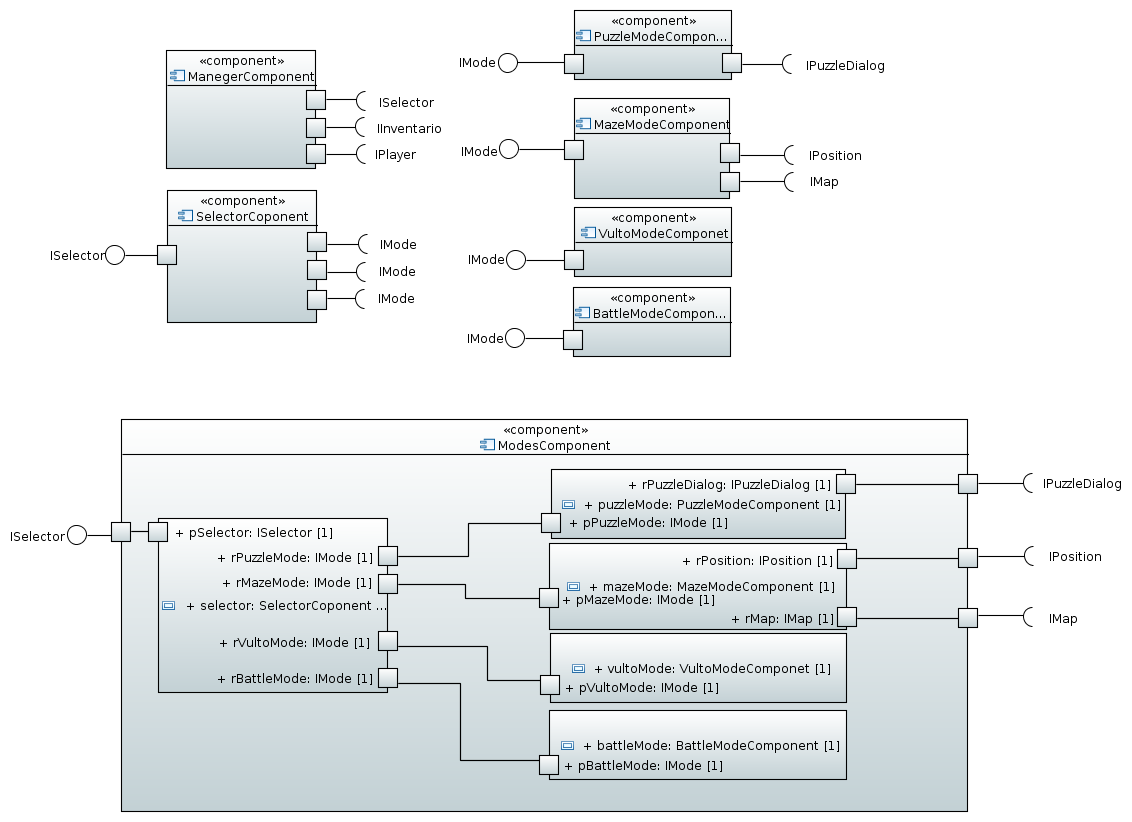 «component»
ManegerComponent
ISelector
IInventario
IPlayer
«component»
SelectorCoponent
ISelector
IMode
IMode
IMode
«component»
PuzzleModeCompon...
IMode
IPuzzleDialog
«component»
MazeModeComponent
IMode
IPosition
IMap
«component»
VultoModeComponet
IMode
«component»
BattleModeCompon...
IMode
«component»
ModesComponent
ISelector
+ pSelector: ISelector [1]
+ rPuzzleMode: IMode [1]
+ rMazeMode: IMode [1]
+ selector: SelectorCoponent ...
+ rVultoMode: IMode [1]
+ rBattleMode: IMode [1]
+ rPuzzleDialog: IPuzzleDialog [1]
+ puzzleMode: PuzzleModeComponent [1]
+ pPuzzleMode: IMode [1]
+ rPosition: IPosition [1]
+ mazeMode: MazeModeComponent [1]
+ pMazeMode: IMode [1]
+ rMap: IMap [1]
+ vultoMode: VultoModeComponet [1]
+ pVultoMode: IMode [1]
+ battleMode: BattleModeComponent [1]
+ pBattleMode: IMode [1]
IPuzzleDialog
IPosition
IMap